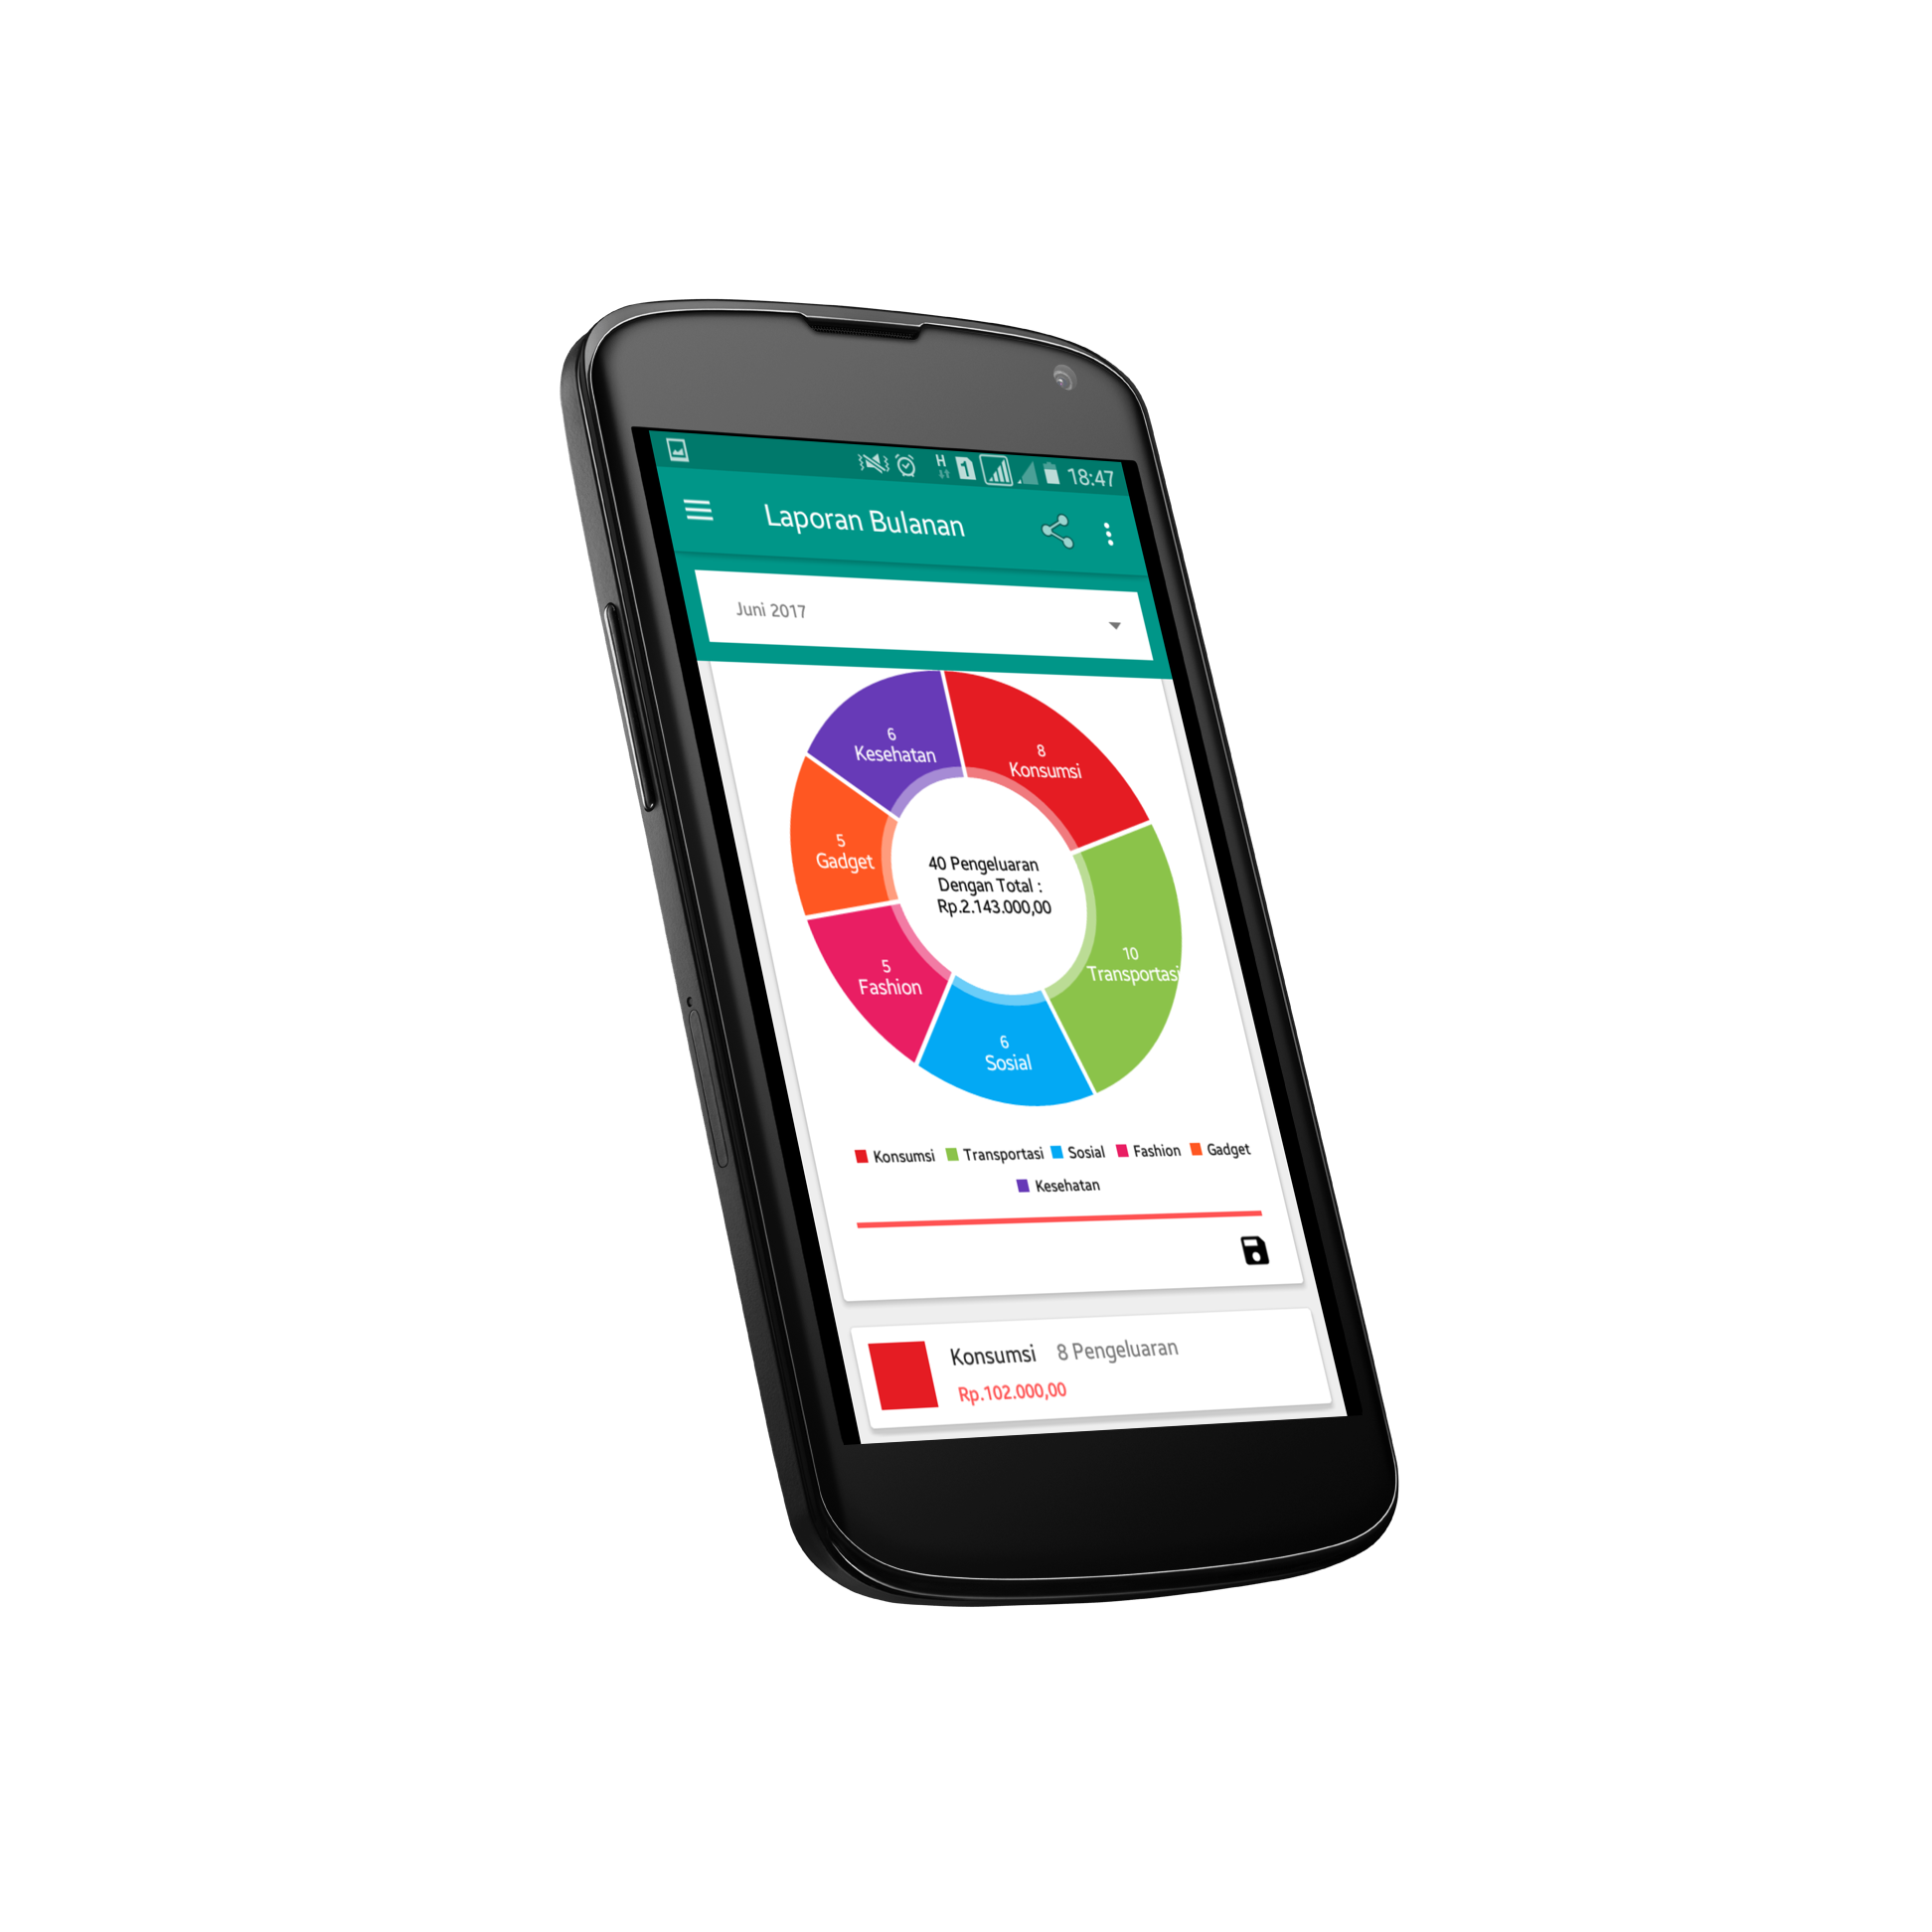 H 1 18:47
Laporan Bulanan
Juni 2017
6
Kesehatan
8
Konsumsi
5
Gadget
40 Pengeluaran
Dengan Total :
Rp.2.143.000,00
10
Transportasi
5
Fashion
6
Sosial
Konsumsi Transportasi Sosial Fashion Gadget
Kesehatan
Konsumsi 8 Pengeluaran
Rp.102.000,00